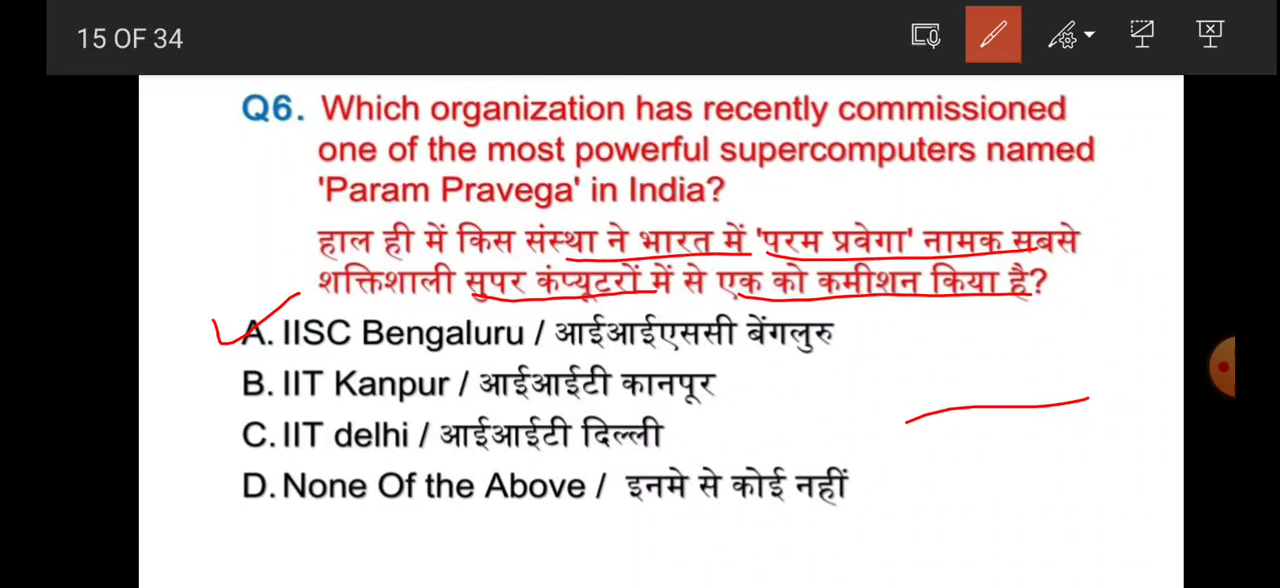 15 OF 34
Q6. Which organization has recently commissioned
one of the most powerful supercomputers named
'Param Pravega' in India?
हाल ही में किस संस्था ने भारत में 'परम प्रवेगा' नामक सबसे
शक्तिशाली सुपर कंप्यूटरों में से एक को कमीशन किया है?
A. IISC Bengaluru / आईआईएससी बेंगलुरु
B. IIT Kanpur / आईआईटी कानपूर
C. IIT delhi / आईआईटी दिल्ली
D. None Of the Above / इनमे से कोई नहीं